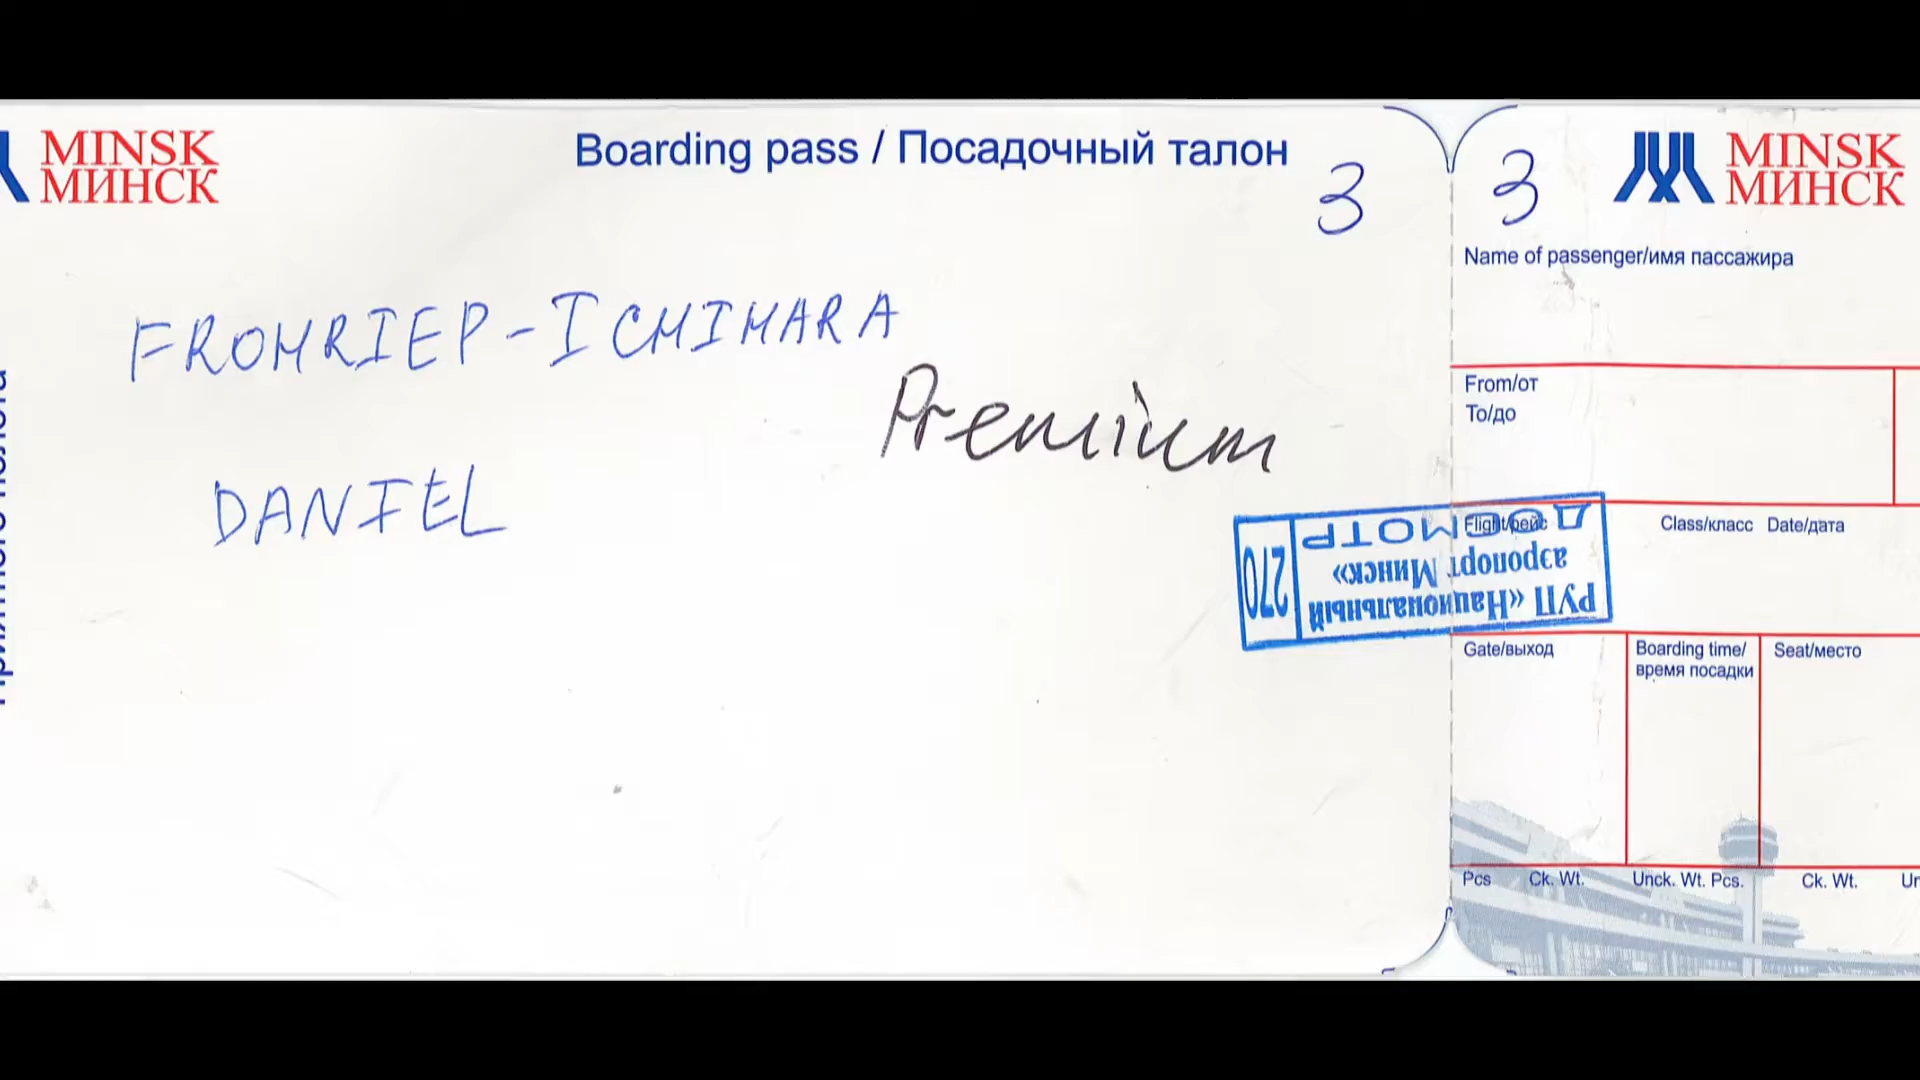 MINSK
МИНСК
Boarding pass / Посадочный талон
3
3
MINSK
МИНСК
Name of passenger/имя пассажира
FROHRIEP-ICHIHARA
Premium
DANIEL
From/от
To/до
Flight/рейс
Class/класс Date/дата
РУП «Национальный
аэропорт Минск»
ДОСМОТР
270
Gate/выход
Boarding time/
время посадки
Seat/место
Pcs Ck. Wt. Unck. Wt. Pcs. Ck. Wt.